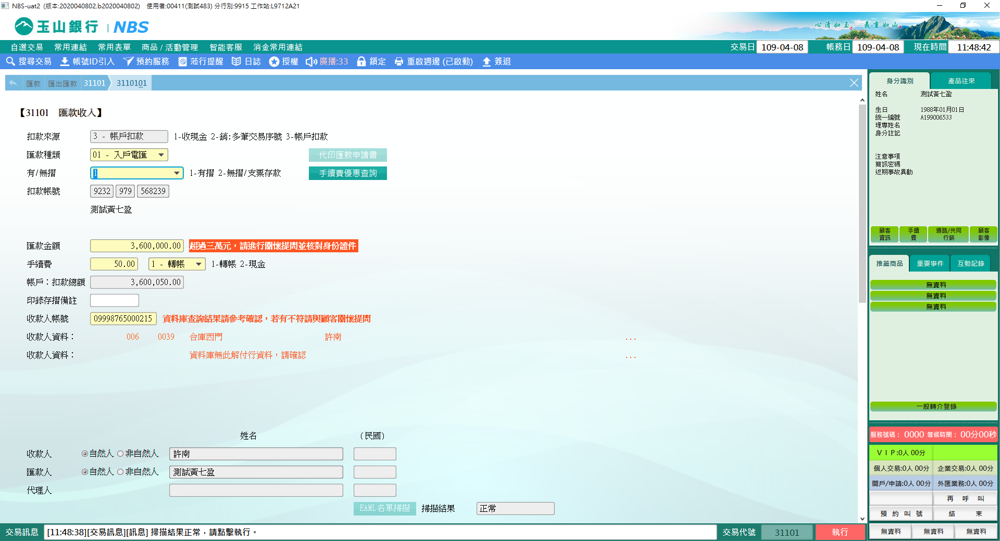 NBS-uat2 (版本:2020040802.b2020040802) 使用者:00411(測試483) 分行別:9915 工作站:L9712A21
玉山銀行 | NBS
心清如玉。 義重如山。
自選交易 常用連結 常用表單 商品 / 活動管理 智能客服 消金常用連結
交易日 109-04-08 帳務日 109-04-08 現在時間 11:48:42
搜尋交易 帳號ID引入 預約服務 蒞行提醒 日誌 授權 廣播:33 鎖定 重啟週邊 (已啟動) 簽退
匯款 匯出匯款 31101 3110101
【31101 匯款收入】
扣款來源 3 - 帳戶扣款 1-收現金 2-銷:多筆交易序號 3-帳戶扣款
匯款種類 01 - 入戶電匯 代印匯款申請書
有/無摺 1 1-有摺 2-無摺/支票存款 手續費優惠查詢
扣款帳號 9232 979 568239
測試黃七盈
匯款金額 3,600,000.00 超過三萬元，請進行關懷提問並核對身份證件
手續費 50.00 1 - 轉帳 1-轉帳 2-現金
帳戶：扣款總額 3,600,050.00
印錄存摺備註
收款人帳號 09998765000215 資料庫查詢結果請參考確認，若有不符請與顧客關懷提問
收款人資料： 006 0039 合庫西門 許南 ...
收款人資料： 資料庫無此解付行資料，請確認 ...
姓名 （民國）
收款人 自然人 非自然人 許南
匯款人 自然人 非自然人 測試黃七盈
代理人
EAML名單掃描 掃描結果 正常
交易訊息 [11:48:38][交易訊息][訊息] 掃描結果正常，請點擊執行。
交易代號 31101 執行
身分識別 產品往來
姓名 測試黃七盈
生日 1988年01月01日
統一編號 A199006533
理專姓名
身分註記
注意事項
簡訊密碼
近期事故異動
顧客資訊 手續費 通路/共同行銷 顧客影像
推薦商品 重要事件 互動記錄
無資料
無資料
無資料
一般轉介登錄
服務號碼： 0000 等候時間： 00分00秒
ＶＩＰ:0人 00分
個人交易:0人 00分 企業交易:0人 00分
開戶/申請:0人 00分 外匯業務:0人 00分
再 呼 叫
預 約 叫 號 結 束
無資料 無資料 無資料